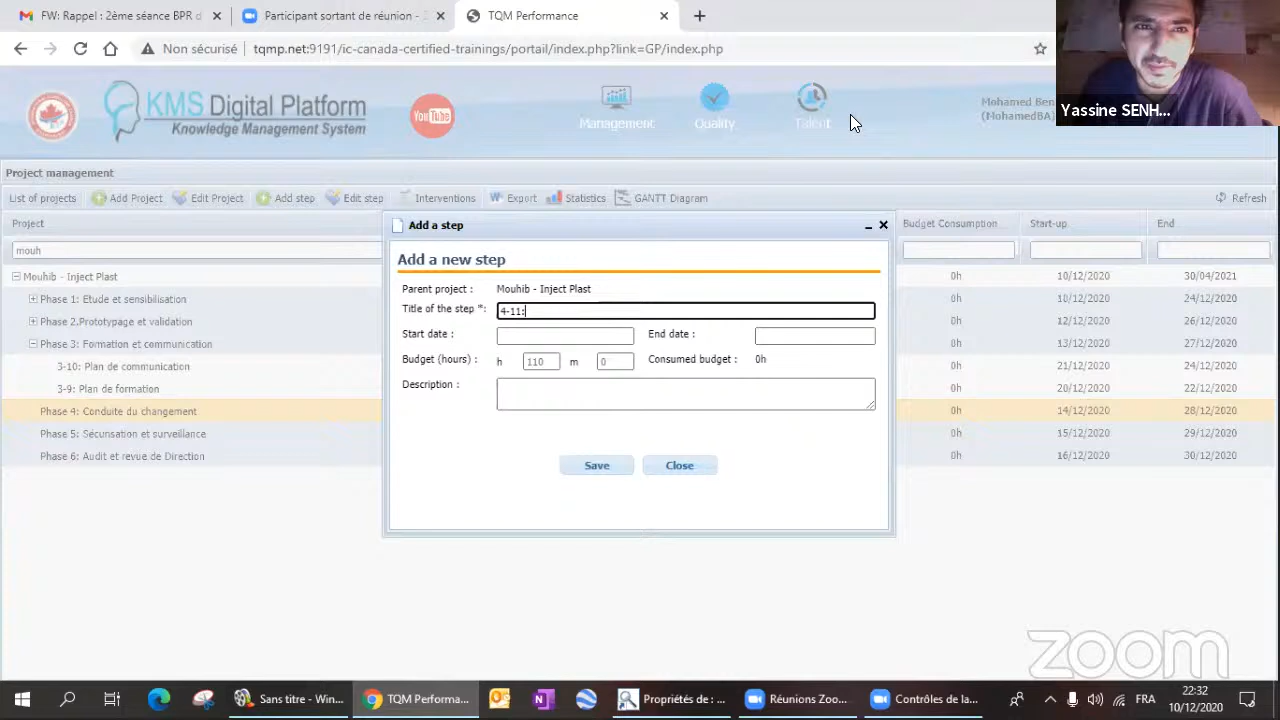 FW: Rappel : 2ème séance BPR d
Participant sortant de réunion - 2
TQM Performance
Non sécurisé
tqmp.net:9191/ic-canada-certified-trainings/portail/index.php?link=GP/index.php
KMS Digital Platform
Knowledge Management System
You Tube
Management
Quality
Talent
Mohamed Ben
(MohamedBA)
Yassine SENH...
Project management
List of projects
Add Project
Edit Project
Add step
Edit step
Interventions
Export
Statistics
GANTT Diagram
Refresh
Project
Budget Consumption
Start-up
End
mouh
Mouhib - Inject Plast
0h
10/12/2020
30/04/2021
Phase 1: Etude et sensibilisation
0h
10/12/2020
24/12/2020
Phase 2.Prototypage et validation
0h
12/12/2020
26/12/2020
Phase 3: Formation et communication
0h
13/12/2020
27/12/2020
3-10: Plan de communication
0h
21/12/2020
24/12/2020
3-9: Plan de formation
0h
20/12/2020
22/12/2020
Phase 4: Conduite du changement
0h
14/12/2020
28/12/2020
Phase 5: Sécurisation et surveillance
0h
15/12/2020
29/12/2020
Phase 6: Audit et revue de Direction
0h
16/12/2020
30/12/2020
Add a step
Add a new step
Parent project :
Mouhib - Inject Plast
Title of the step *:
4-11:
Start date :
End date :
Budget (hours) :
h
110
m
0
Consumed budget :
0h
Description :
Save
Close
zoom
Sans titre - Win...
TQM Performa...
Propriétés de : ...
Réunions Zoo...
Contrôles de la...
FRA
22:32
10/12/2020